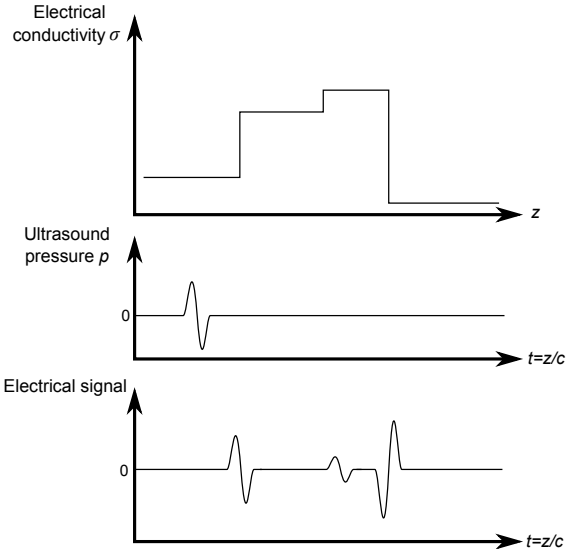 Electrical
conductivity σ
z
Ultrasound
pressure p
0
t=z/c
Electrical signal
0
t=z/c